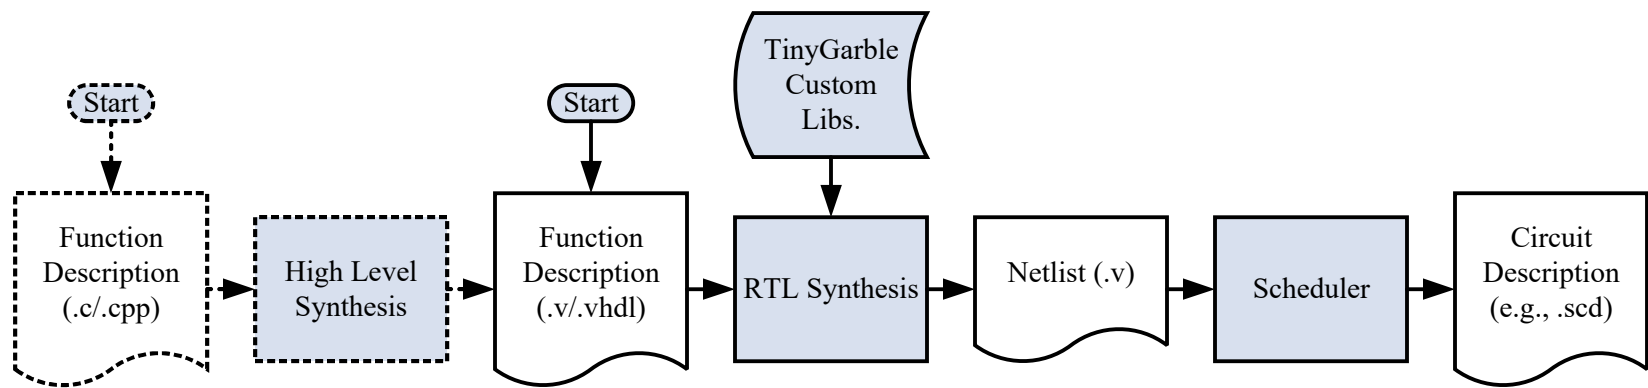 Start
Function
Description
(.c/.cpp)
High Level
Synthesis
Start
Function
Description
(.v/.vhdl)
TinyGarble
Custom
Libs.
RTL Synthesis
Netlist (.v)
Scheduler
Circuit
Description
(e.g., .scd)